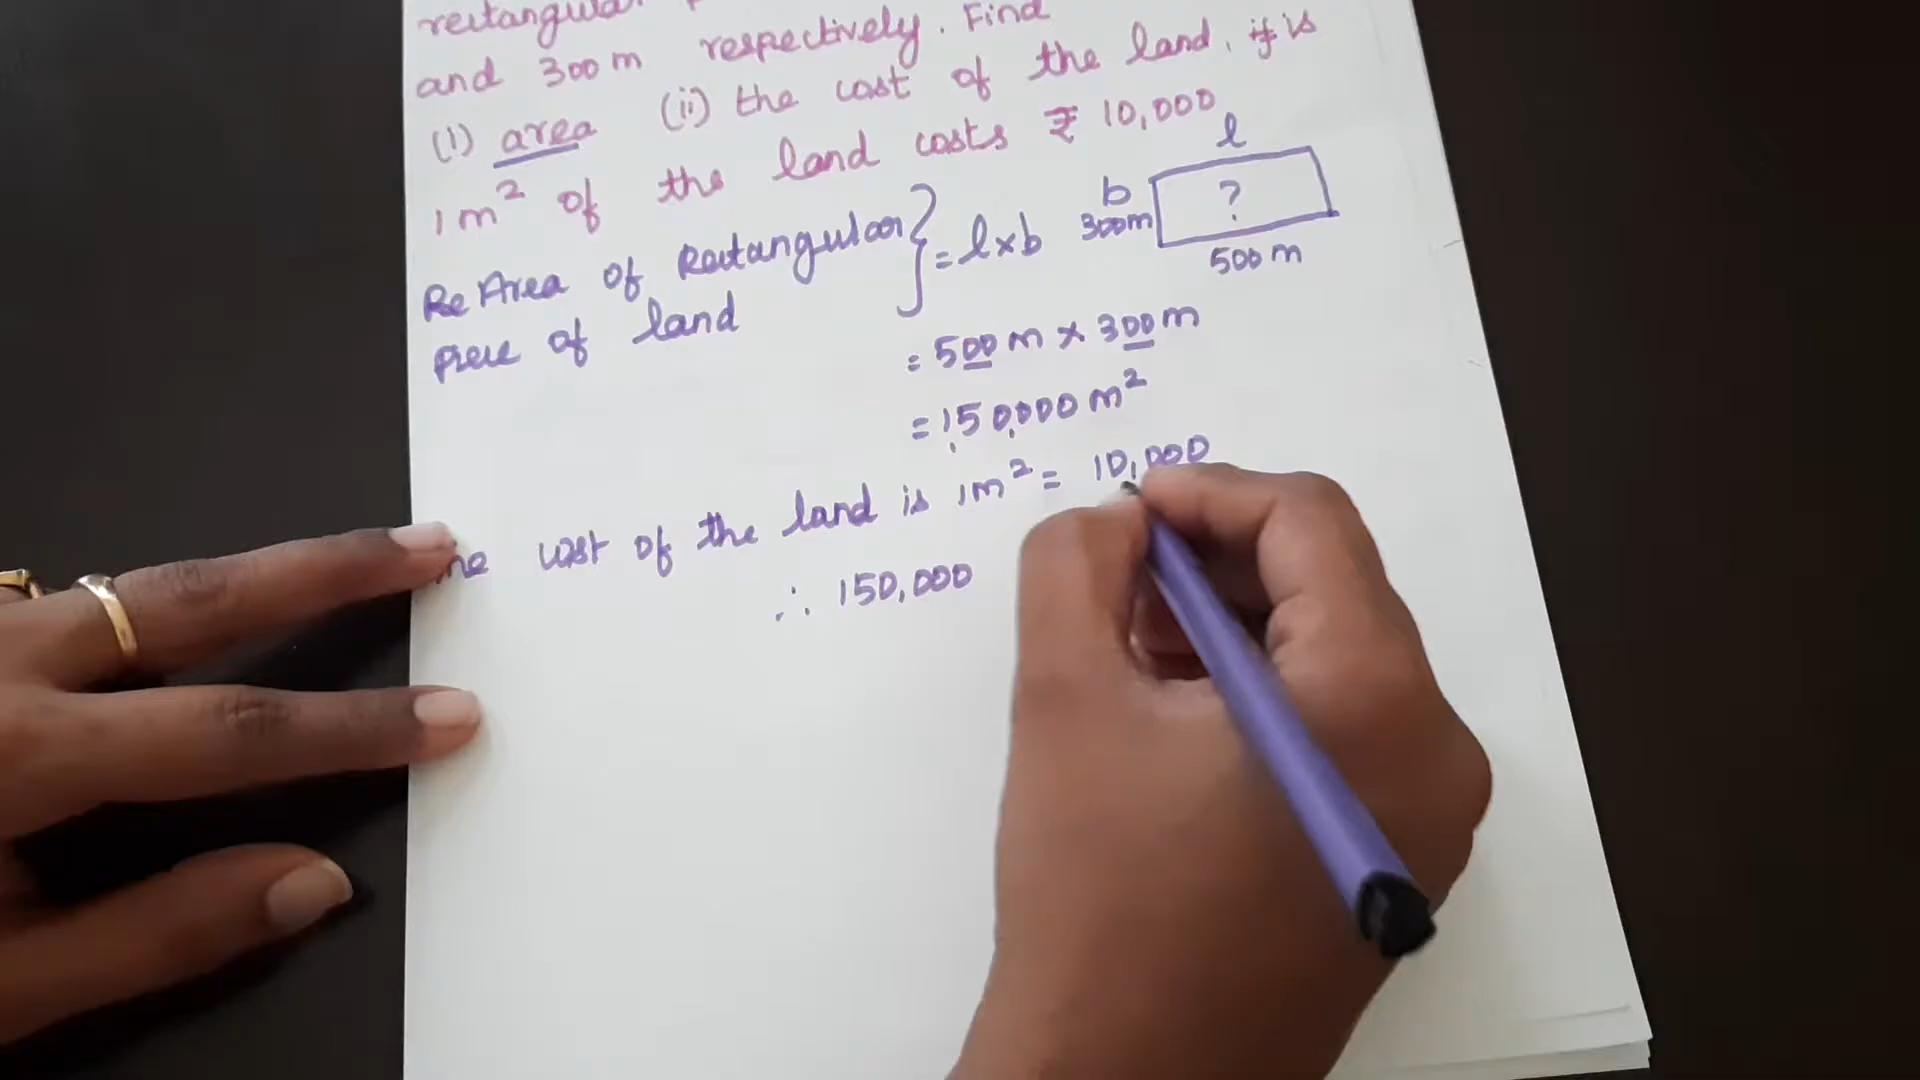 rectangular
and 300 m respectively. Find
(i) area (ii) the cost of the land, if is
1 m² of the land costs ₹ 10,000
l
b
300m
?
500 m
Re Area of Rectangular } = l x b
piece of land
= 500 m x 300 m
= 150,000 m²
cost of the land is 1m² = 10,000
∴ 150,000